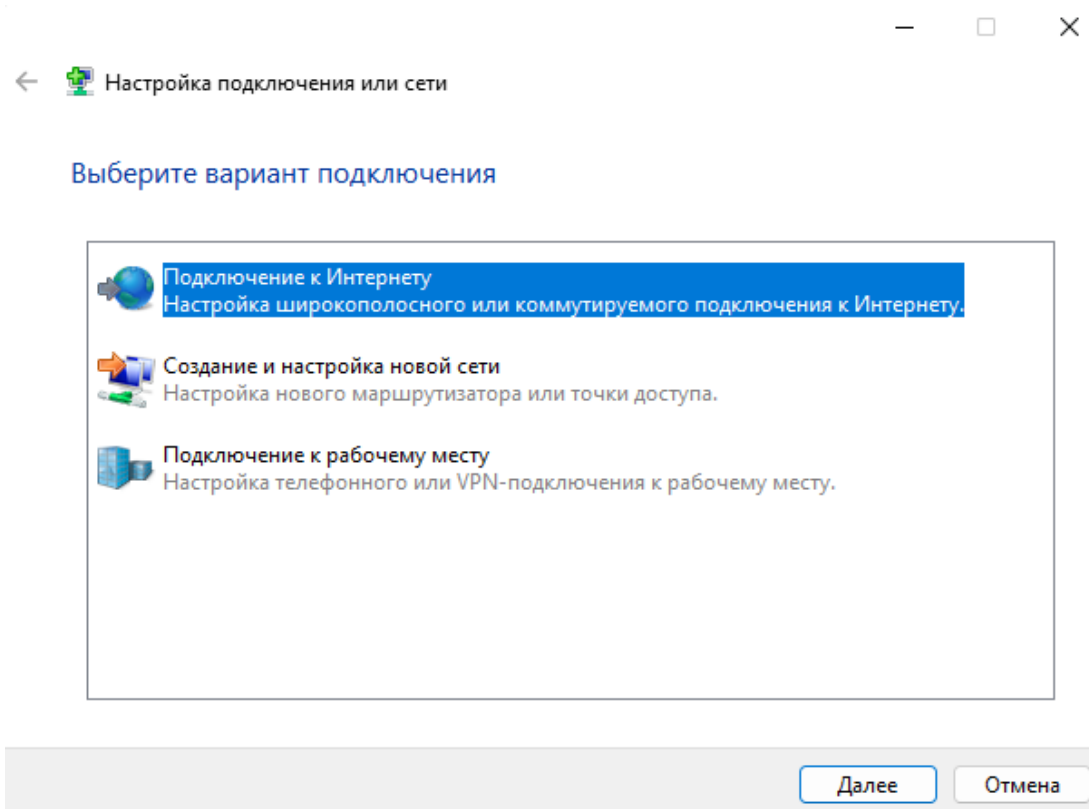 Настройка подключения или сети
Выберите вариант подключения
Подключение к Интернету
Настройка широкополосного или коммутируемого подключения к Интернету.
Создание и настройка новой сети
Настройка нового маршрутизатора или точки доступа.
Подключение к рабочему месту
Настройка телефонного или VPN-подключения к рабочему месту.
Далее
Отмена